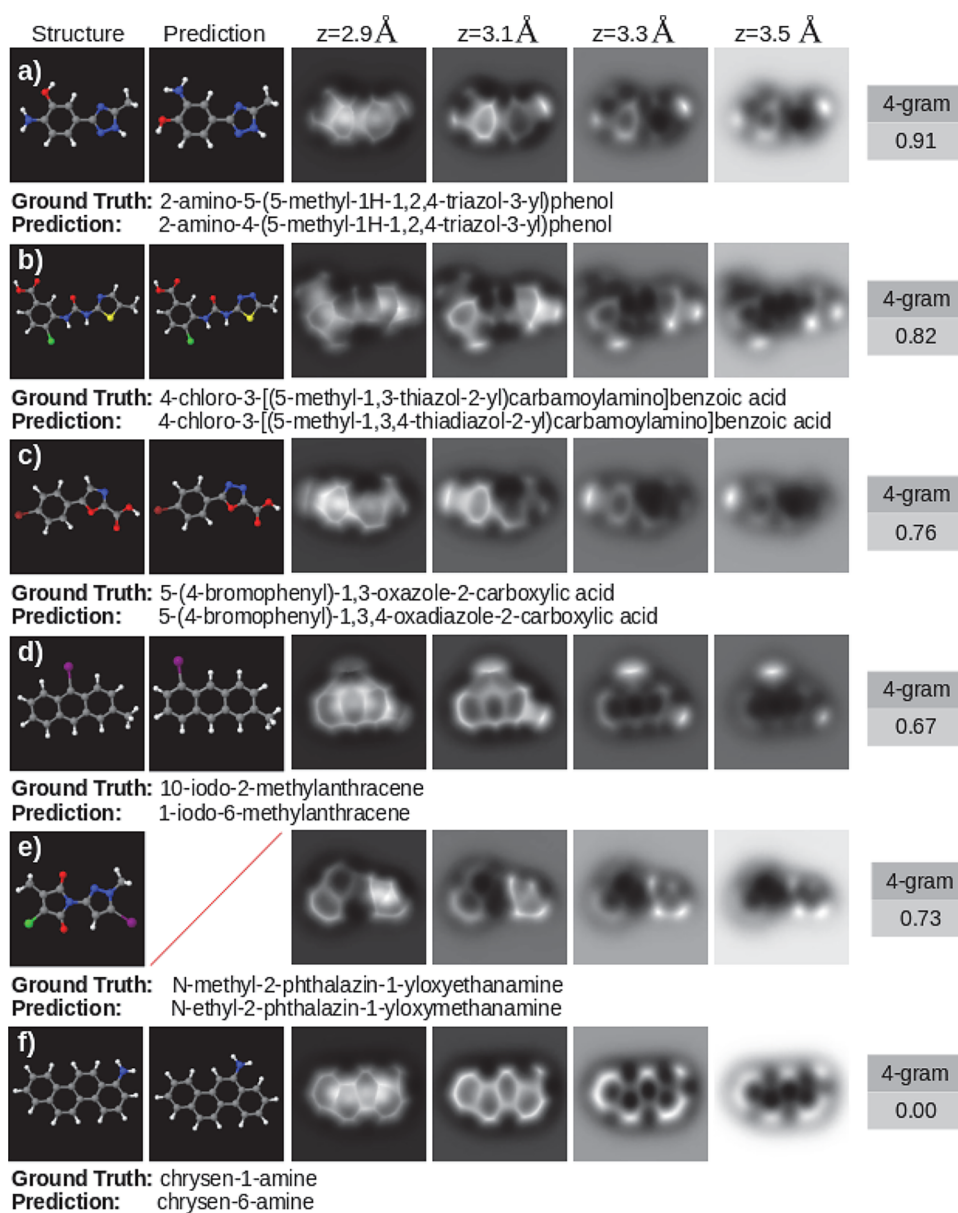 Structure Prediction z=2.9 Å z=3.1 Å z=3.3 Å z=3.5 Å
a)
4-gram
0.91
Ground Truth: 2-amino-5-(5-methyl-1H-1,2,4-triazol-3-yl)phenol
Prediction: 2-amino-4-(5-methyl-1H-1,2,4-triazol-3-yl)phenol
b)
4-gram
0.82
Ground Truth: 4-chloro-3-[(5-methyl-1,3-thiazol-2-yl)carbamoylamino]benzoic acid
Prediction: 4-chloro-3-[(5-methyl-1,3,4-thiadiazol-2-yl)carbamoylamino]benzoic acid
c)
4-gram
0.76
Ground Truth: 5-(4-bromophenyl)-1,3-oxazole-2-carboxylic acid
Prediction: 5-(4-bromophenyl)-1,3,4-oxadiazole-2-carboxylic acid
d)
4-gram
0.67
Ground Truth: 10-iodo-2-methylanthracene
Prediction: 1-iodo-6-methylanthracene
e)
4-gram
0.73
Ground Truth: N-methyl-2-phthalazin-1-yloxyethanamine
Prediction: N-ethyl-2-phthalazin-1-yloxymethanamine
f)
4-gram
0.00
Ground Truth: chrysen-1-amine
Prediction: chrysen-6-amine